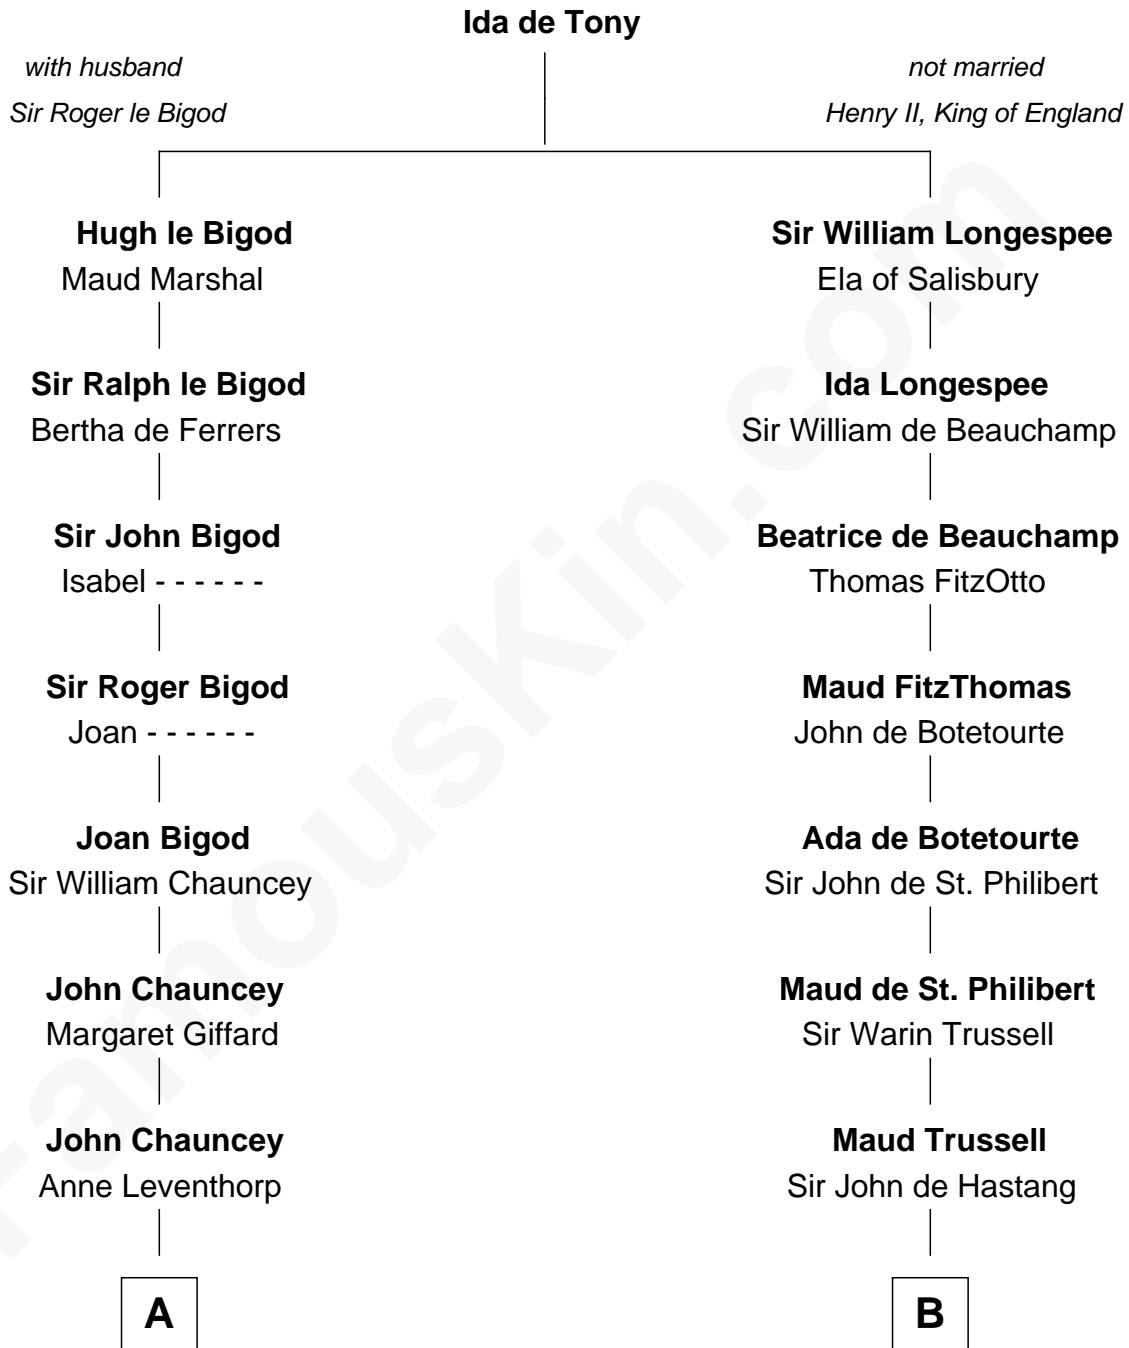 Ida de Tony
with husband
not married
Sir Roger le Bigod
Henry II, King of England
Hugh le Bigod
Maud Marshal
Sir William Longespee
Ela of Salisbury
Sir Ralph le Bigod
Bertha de Ferrers
Ida Longespee
Sir William de Beauchamp
Sir John Bigod
Isabel - - - - - -
Beatrice de Beauchamp
Thomas FitzOtto
Sir Roger Bigod
Joan - - - - - -
Maud FitzThomas
John de Botetourte
Joan Bigod
Sir William Chauncey
Ada de Botetourte
Sir John de St. Philibert
John Chauncey
Margaret Giffard
Maud de St. Philibert
Sir Warin Trussell
John Chauncey
Anne Leventhorp
Maud Trussell
Sir John de Hastang
A
B
FamousKin.com